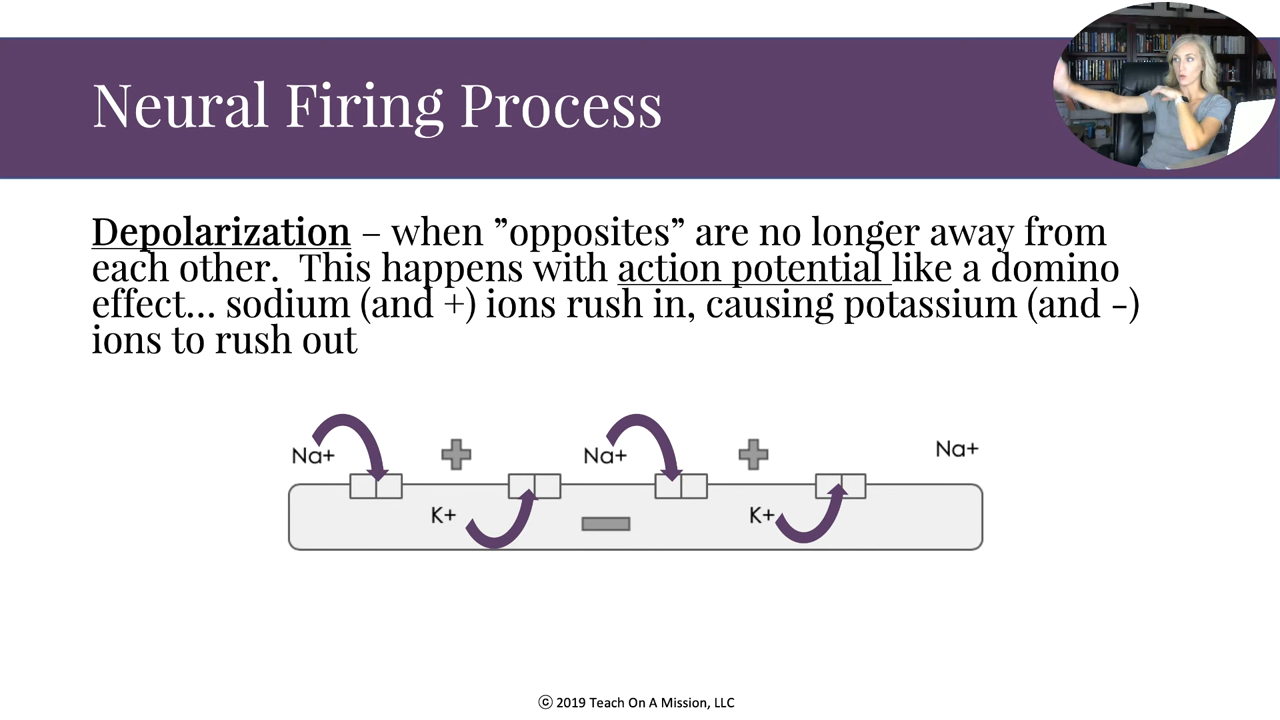 Neural Firing Process
Depolarization – when ”opposites” are no longer away from
each other.  This happens with action potential like a domino
effect... sodium (and +) ions rush in, causing potassium (and -)
ions to rush out
Na+ Na+ Na+
K+ K+
ⓒ 2019 Teach On A Mission, LLC